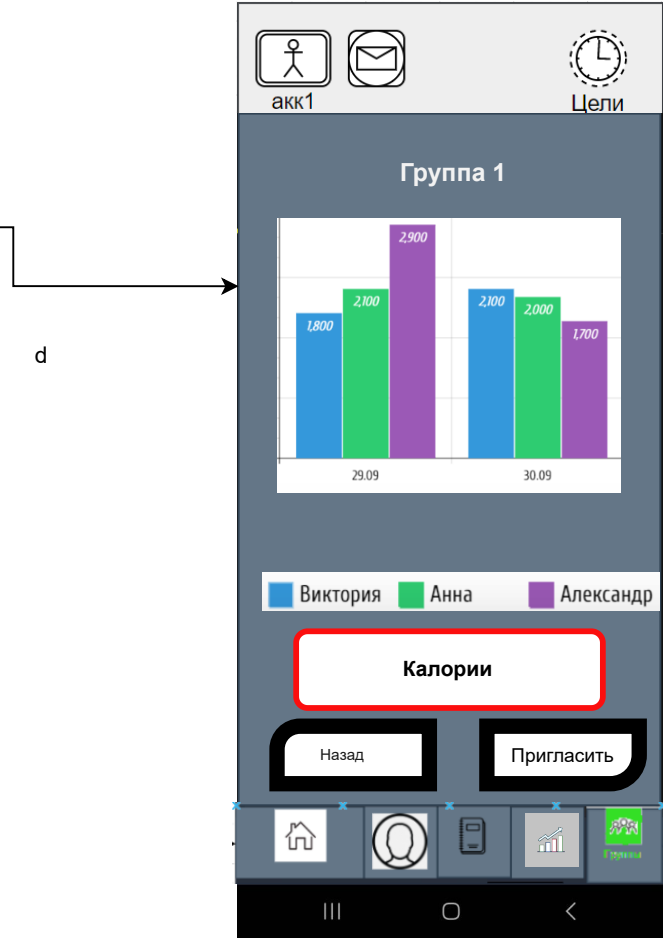 акк1
Цели
Группа 1
2,900
2,100
1,800
2,100
2,000
1,700
29.09
30.09
d
Виктория Анна Александр
Калории
Назад
Пригласить
Группы